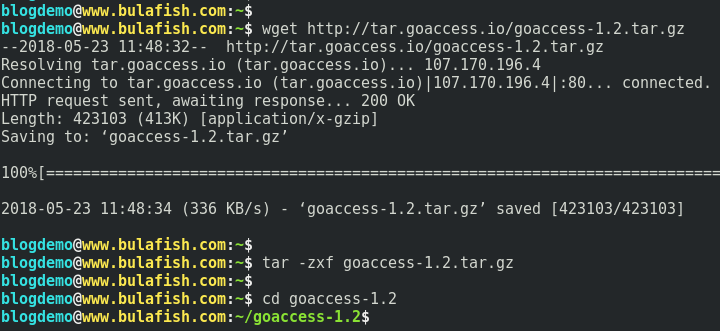 blogdemo@www.bulafish.com:~$
blogdemo@www.bulafish.com:~$ wget http://tar.goaccess.io/goaccess-1.2.tar.gz
--2018-05-23 11:48:32--  http://tar.goaccess.io/goaccess-1.2.tar.gz
Resolving tar.goaccess.io (tar.goaccess.io)... 107.170.196.4
Connecting to tar.goaccess.io (tar.goaccess.io)|107.170.196.4|:80... connected.
HTTP request sent, awaiting response... 200 OK
Length: 423103 (413K) [application/x-gzip]
Saving to: ‘goaccess-1.2.tar.gz’
100%[===========================================================================
2018-05-23 11:48:34 (336 KB/s) - ‘goaccess-1.2.tar.gz’ saved [423103/423103]
blogdemo@www.bulafish.com:~$
blogdemo@www.bulafish.com:~$ tar -zxf goaccess-1.2.tar.gz
blogdemo@www.bulafish.com:~$
blogdemo@www.bulafish.com:~$ cd goaccess-1.2
blogdemo@www.bulafish.com:~/goaccess-1.2$